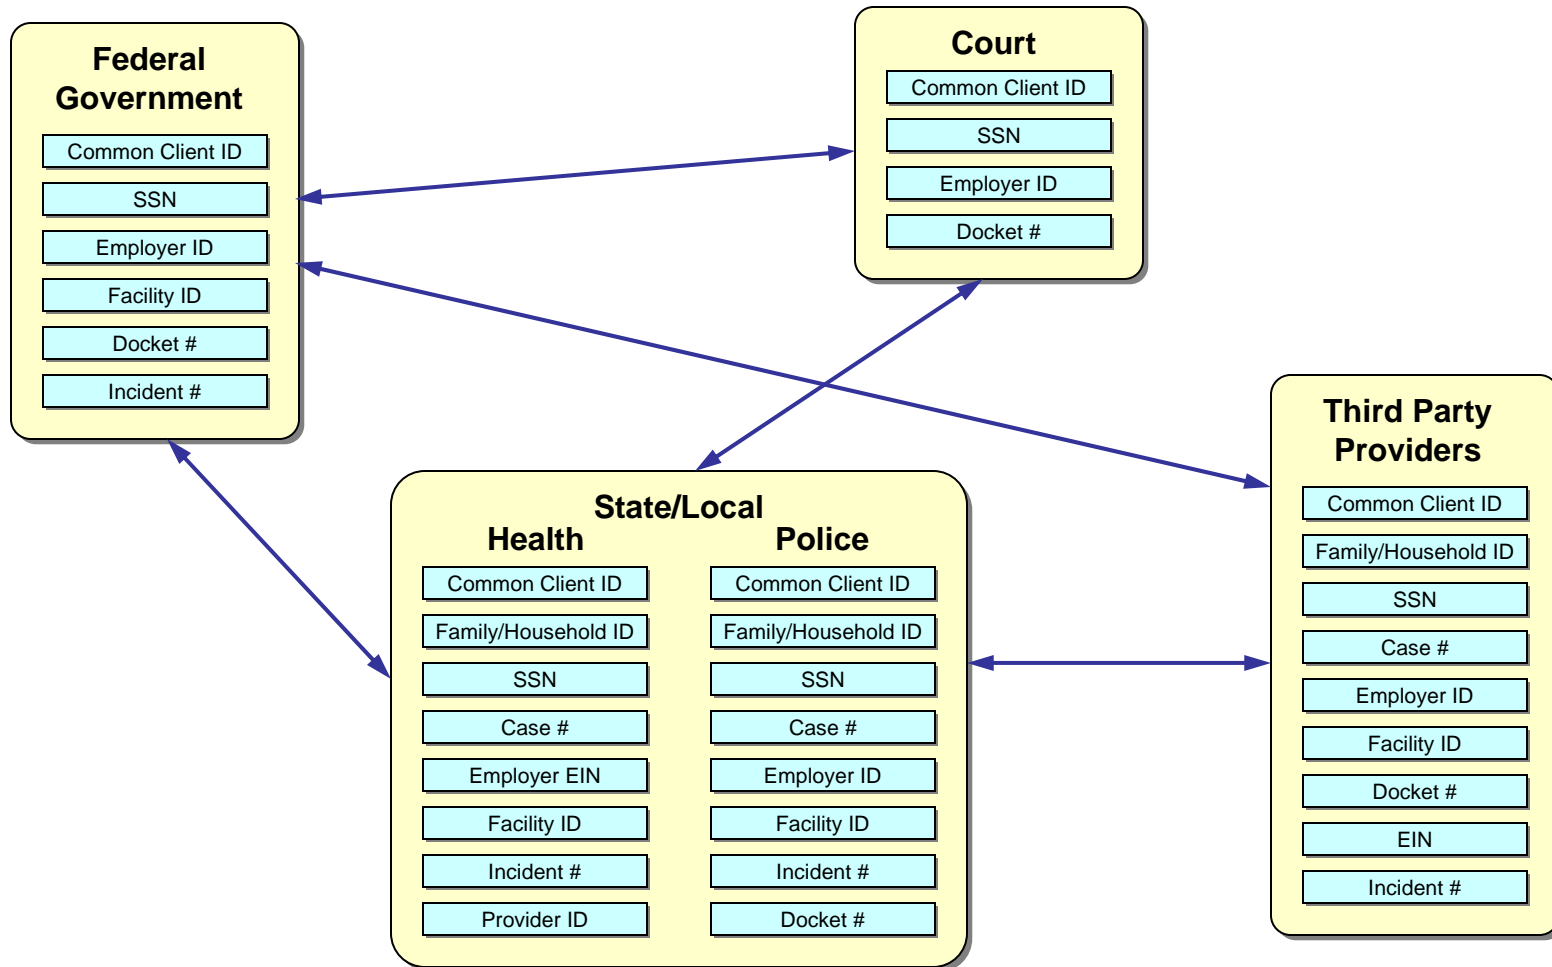 Federal
Government
Common Client ID
SSN
Employer ID
Facility ID
Docket #
Incident #
Court
Common Client ID
SSN
Employer ID
Docket #
State/Local
Health
Common Client ID
Family/Household ID
SSN
Case #
Employer EIN
Facility ID
Incident #
Provider ID
Police
Common Client ID
Family/Household ID
SSN
Case #
Employer ID
Facility ID
Incident #
Docket #
Third Party
Providers
Common Client ID
Family/Household ID
SSN
Case #
Employer ID
Facility ID
Docket #
EIN
Incident #